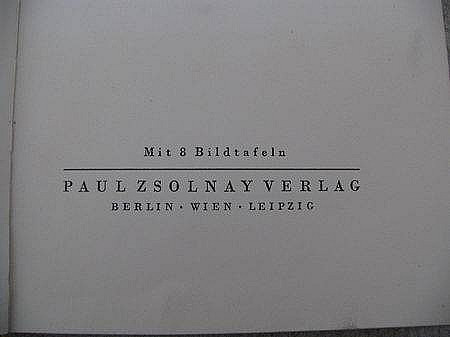 Mit 8 Bildtafeln
PAUL ZSOLNAY VERLAG
BERLIN · WIEN · LEIPZIG